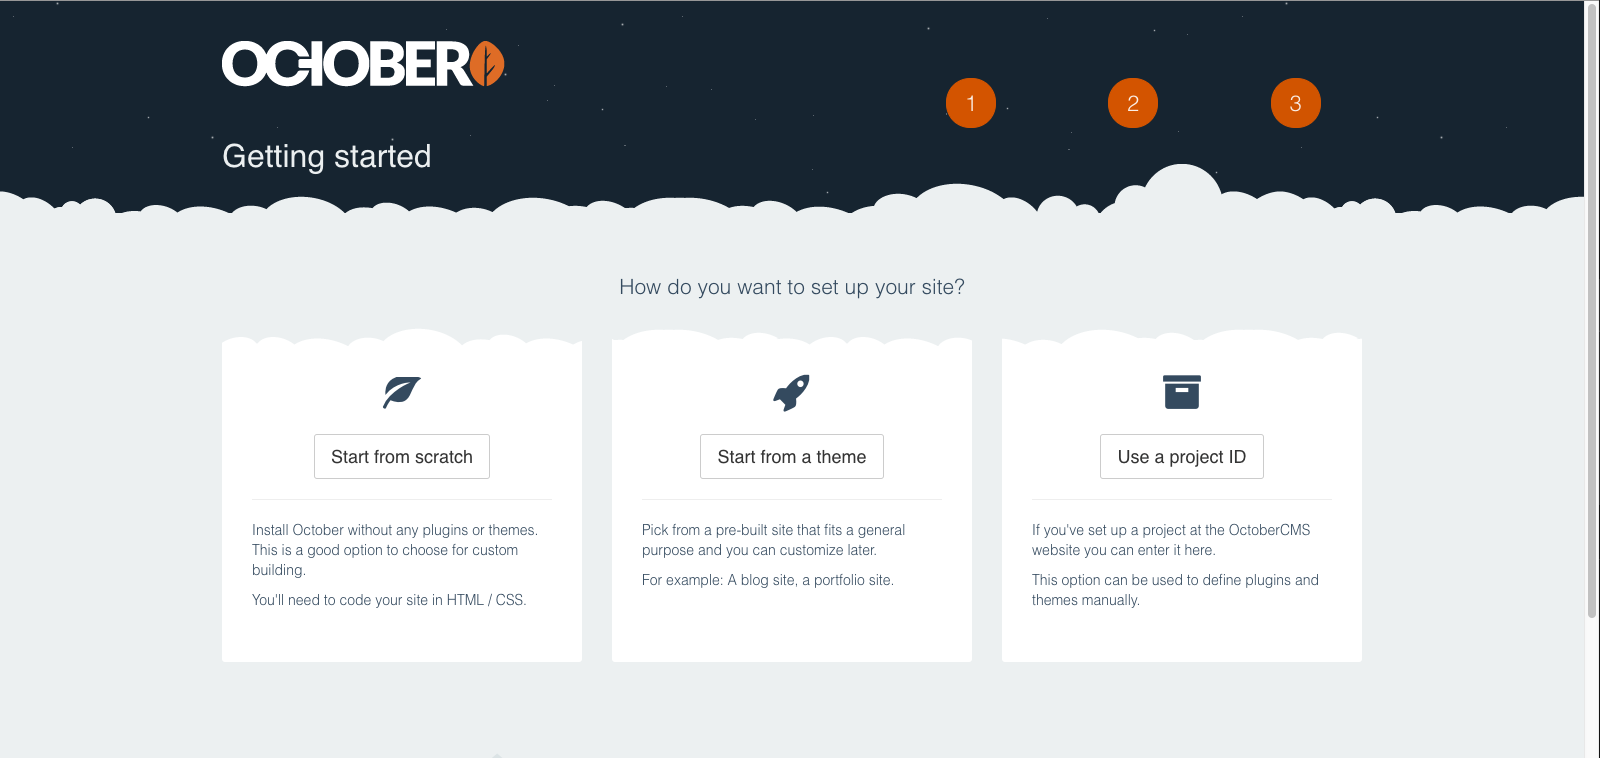 OCTOBER
1
2
3
Getting started
How do you want to set up your site?
Start from scratch
Install October without any plugins or themes.
This is a good option to choose for custom
building.
You'll need to code your site in HTML / CSS.
Start from a theme
Pick from a pre-built site that fits a general
purpose and you can customize later.
For example: A blog site, a portfolio site.
Use a project ID
If you've set up a project at the OctoberCMS
website you can enter it here.
This option can be used to define plugins and
themes manually.